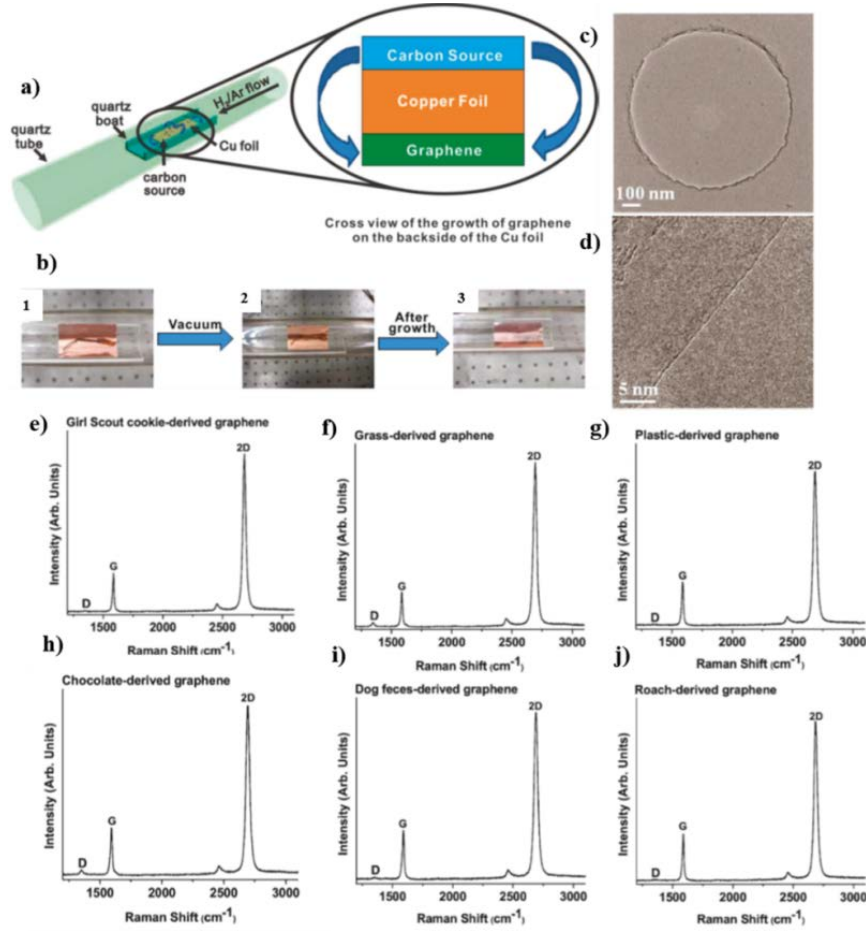 a)
quartz
tube
quartz
boat
H2/Ar flow
Cu foil
carbon
source
Carbon Source
Copper Foil
Graphene
Cross view of the growth of graphene
on the backside of the Cu foil
b)
1
Vacuum
2
After
growth
3
c)
100 nm
d)
5 nm
e)
Girl Scout cookie-derived graphene
Intensity (Arb. Units)
D
G
2D
1500 2000 2500 3000
Raman Shift (cm-1)
f)
Grass-derived graphene
Intensity (Arb. Units)
D
G
2D
1500 2000 2500 3000
Raman Shift (cm-1)
g)
Plastic-derived graphene
Intensity (Arb. Units)
D
G
2D
1500 2000 2500 3000
Raman Shift (cm-1)
h)
Chocolate-derived graphene
Intensity (Arb. Units)
D
G
2D
1500 2000 2500 3000
Raman Shift (cm-1)
i)
Dog feces-derived graphene
Intensity (Arb. Units)
D
G
2D
1500 2000 2500 3000
Raman Shift (cm-1)
j)
Roach-derived graphene
Intensity (Arb. Units)
D
G
2D
1500 2000 2500 3000
Raman Shift (cm-1)